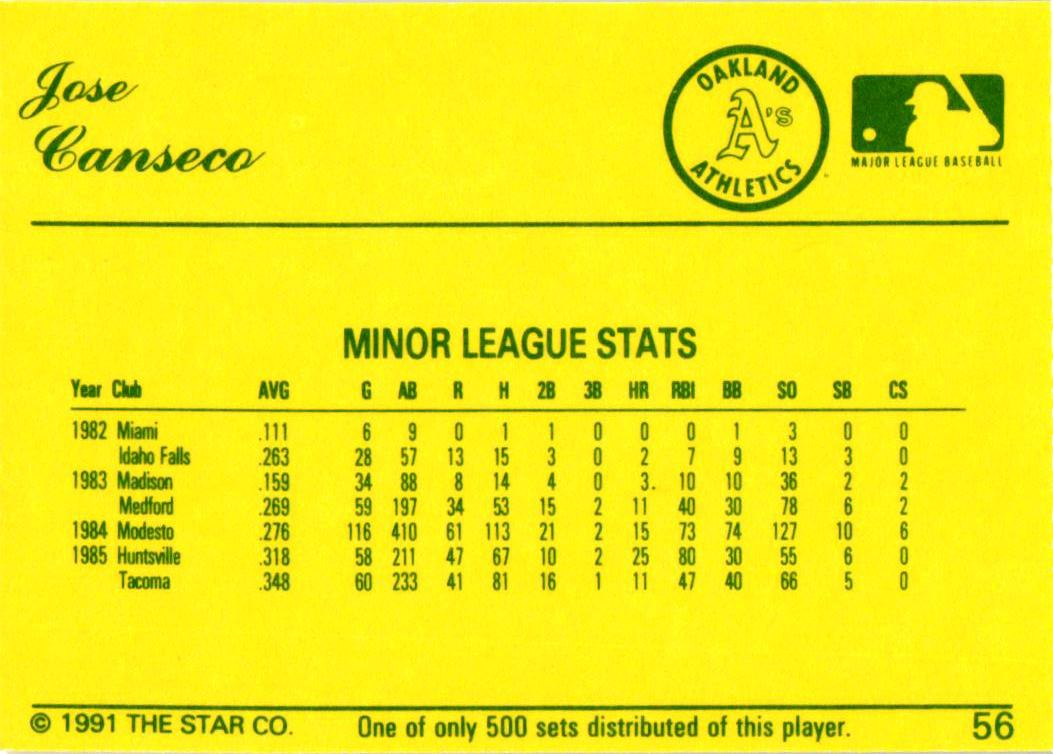 Jose
Canseco
OAKLAND
A's
ATHLETICS
MAJOR LEAGUE BASEBALL
MINOR LEAGUE STATS
Year Club AVG G AB R H 2B 3B HR RBI BB SO SB CS
1982 Miami .111 6 9 0 1 1 0 0 0 1 3 0 0
Idaho Falls .263 28 57 13 15 3 0 2 7 9 13 3 0
1983 Madison .159 34 88 8 14 4 0 3. 10 10 36 2 2
Medford .269 59 197 34 53 15 2 11 40 30 78 6 2
1984 Modesto .276 116 410 61 113 21 2 15 73 74 127 10 6
1985 Huntsville .318 58 211 47 67 10 2 25 80 30 55 6 0
Tacoma .348 60 233 41 81 16 1 11 47 40 66 5 0
© 1991 THE STAR CO. One of only 500 sets distributed of this player. 56